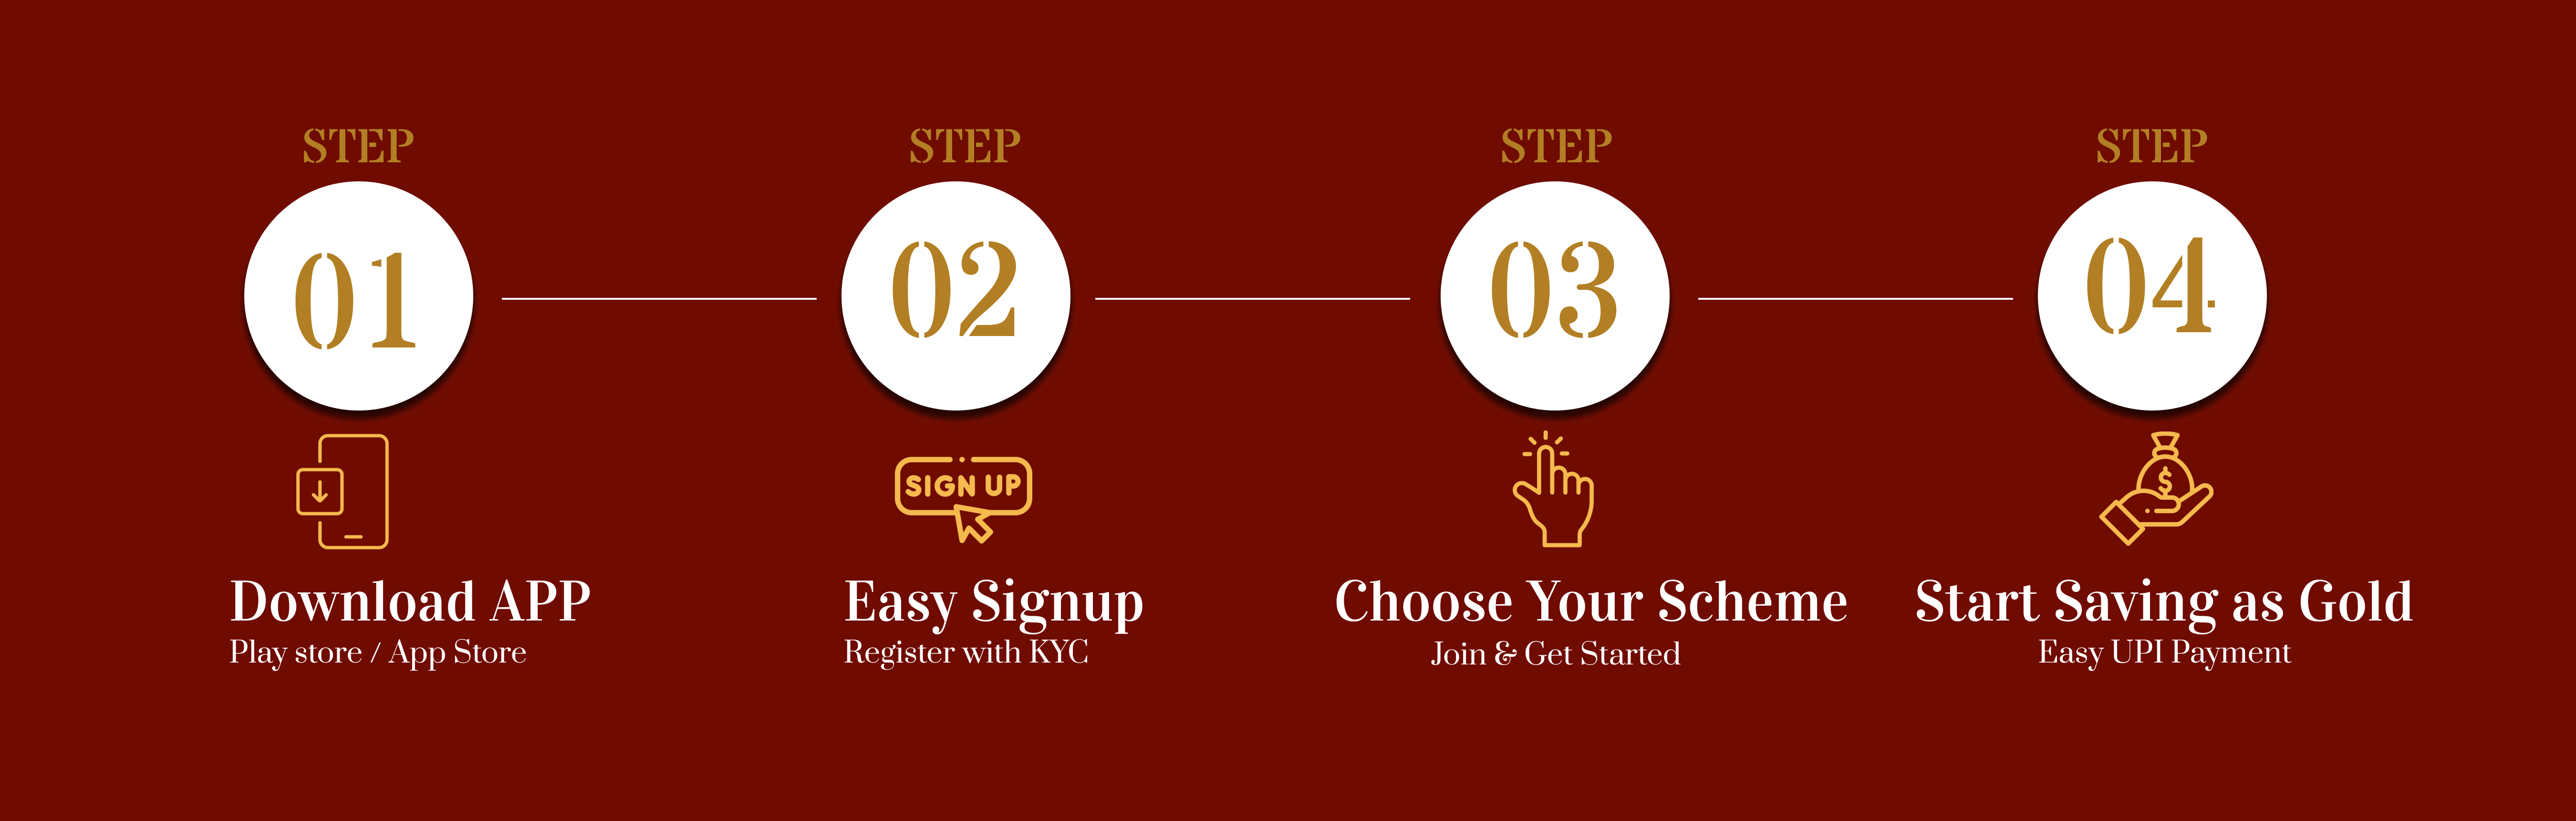 STEP
01
Download APP
Play store / App Store
STEP
02
SIGN UP
Easy Signup
Register with KYC
STEP
03
Choose Your Scheme
Join & Get Started
STEP
04
$
Start Saving as Gold
Easy UPI Payment